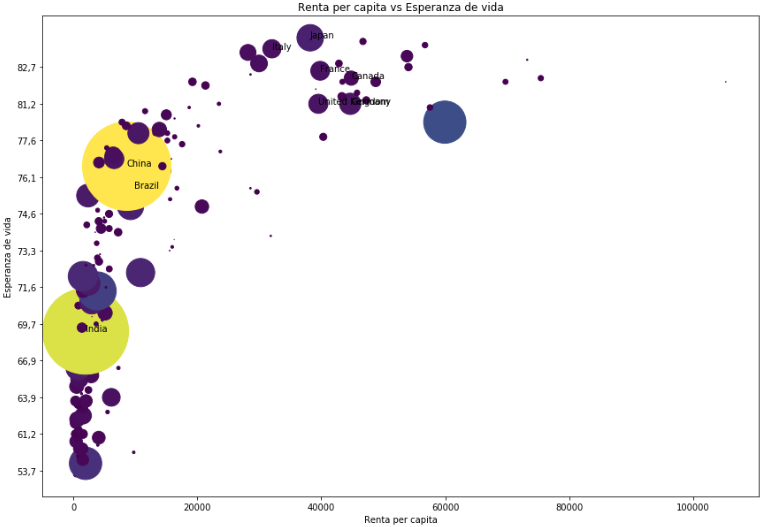 Renta per capita vs Esperanza de vida
Japan
Italy
82,7
France
Canada
81,2
United Kingdom
Germany
77,6
China
76,1
Brazil
74,6
Esperanza de vida
73,3
71,6
69,7
India
66,9
63,9
61,2
53,7
0 20000 40000 60000 80000 100000
Renta per capita